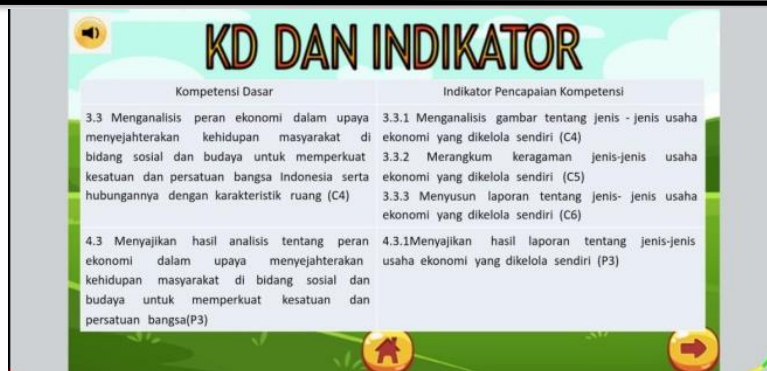 KD DAN INDIKATOR
Kompetensi Dasar
Indikator Pencapaian Kompetensi
3.3 Menganalisis peran ekonomi dalam upaya
menyejahterakan kehidupan masyarakat di
bidang sosial dan budaya untuk memperkuat
kesatuan dan persatuan bangsa Indonesia serta
hubungannya dengan karakteristik ruang (C4)
3.3.1 Menganalisis gambar tentang jenis - jenis usaha
ekonomi yang dikelola sendiri (C4)
3.3.2 Merangkum keragaman jenis-jenis usaha
ekonomi yang dikelola sendiri (C5)
3.3.3 Menyusun laporan tentang jenis- jenis usaha
ekonomi yang dikelola sendiri (C6)
4.3 Menyajikan hasil analisis tentang peran
ekonomi dalam upaya menyejahterakan
kehidupan masyarakat di bidang sosial dan
budaya untuk memperkuat kesatuan dan
persatuan bangsa(P3)
4.3.1Menyajikan hasil laporan tentang jenis-jenis
usaha ekonomi yang dikelola sendiri (P3)